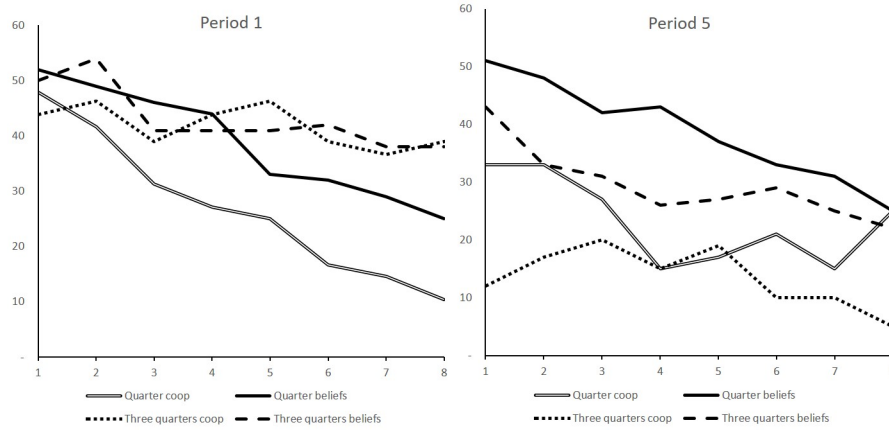 Period 1
60
50
40
30
20
10
-
1 2 3 4 5 6 7 8
Quarter coop Quarter beliefs
Three quarters coop Three quarters beliefs
Period 5
60
50
40
30
20
10
-
1 2 3 4 5 6 7
Quarter coop Quarter beliefs
Three quarters coop Three quarters beliefs